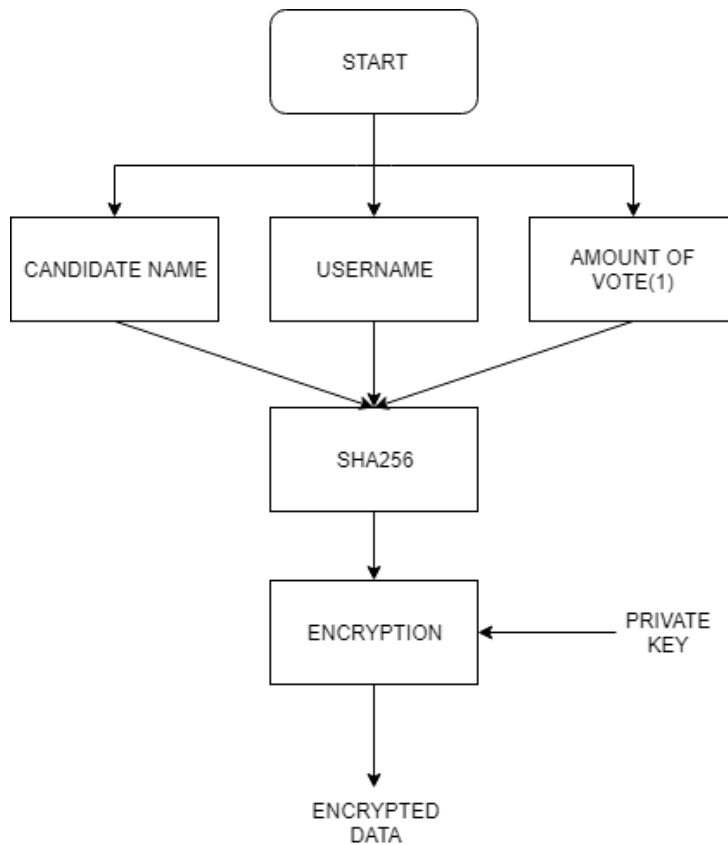 START
CANDIDATE NAME
USERNAME
AMOUNT OF
VOTE(1)
SHA256
ENCRYPTION
PRIVATE
KEY
ENCRYPTED
DATA